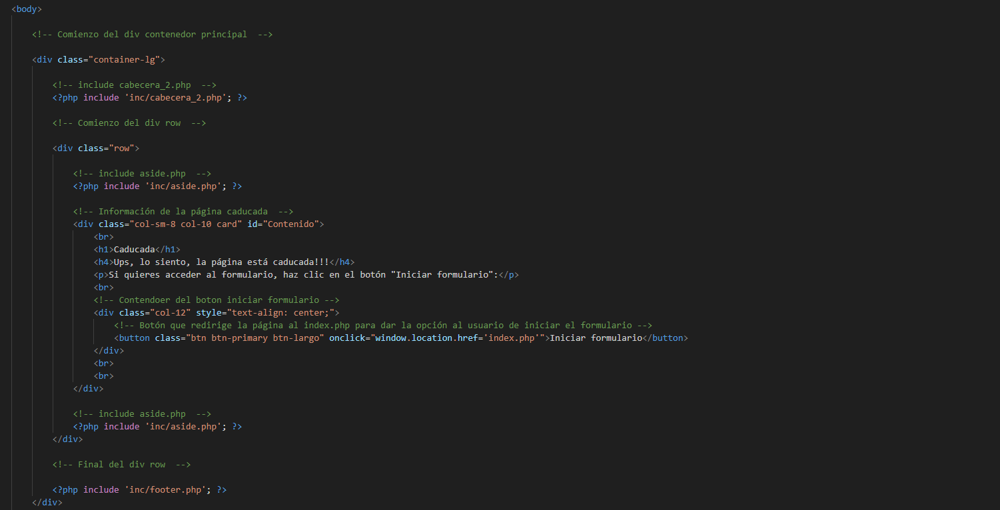 <body>
<!-- Comienzo del div contenedor principal  -->
<div class="container-lg">
<!-- include cabecera_2.php  -->
<?php include 'inc/cabecera_2.php'; ?>
<!-- Comienzo del div row  -->
<div class="row">
<!-- include aside.php  -->
<?php include 'inc/aside.php'; ?>
<!-- Información de la página caducada  -->
<div class="col-sm-8 col-10 card" id="Contenido">
<br>
<h1>Caducada</h1>
<h4>Ups, lo siento, la página está caducada!!!</h4>
<p>Si quieres acceder al formulario, haz clic en el botón "Iniciar formulario":</p>
<br>
<!-- Contendoer del boton iniciar formulario -->
<div class="col-12" style="text-align: center;">
<!-- Botón que redirige la página al index.php para dar la opción al usuario de iniciar el formulario -->
<button class="btn btn-primary btn-largo" onclick="window.location.href='index.php'">Iniciar formulario</button>
</div>
<br>
<br>
</div>
<!-- include aside.php  -->
<?php include 'inc/aside.php'; ?>
</div>
<!-- Final del div row  -->
<?php include 'inc/footer.php'; ?>
</div>